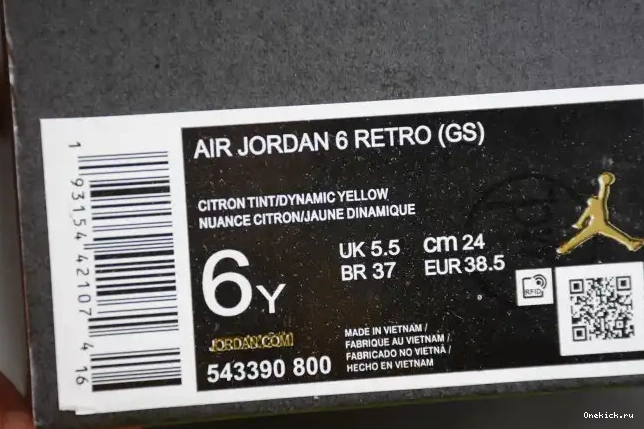 AIR JORDAN 6 RETRO (GS)
CITRON TINT/DYNAMIC YELLOW
NUANCE CITRON/JAUNE DINAMIQUE
6Y
UK 5.5 cm 24
BR 37 EUR 38.5
RFID
JORDAN.COM
543390 800
MADE IN VIETNAM /
FABRIQUE AU VIETNAM /
FABRICADO NO VIETNÃ /
HECHO EN VIETNAM
1 93154 42107 4 16
Onekick.ru